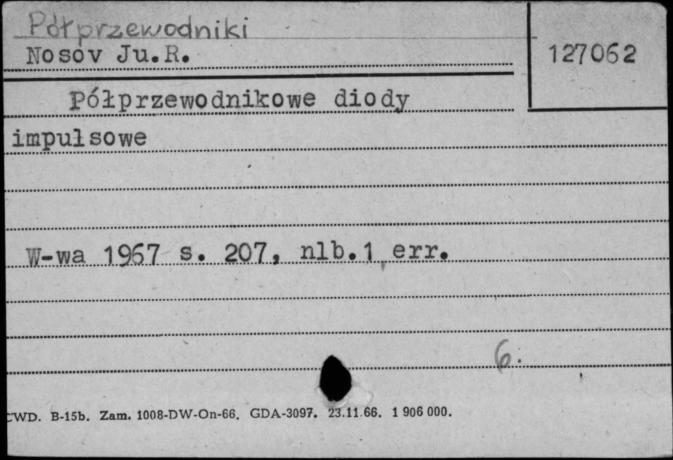 Półprzewodniki
Nosov Ju.R.
127062
Półprzewodnikowe diody
impulsowe
W-wa 1967 s. 207, nlb.1, err.
6.
CWD. B-15b. Zam. 1008-DW-On-66. GDA-3097. 23.11.66. 1 906 000.